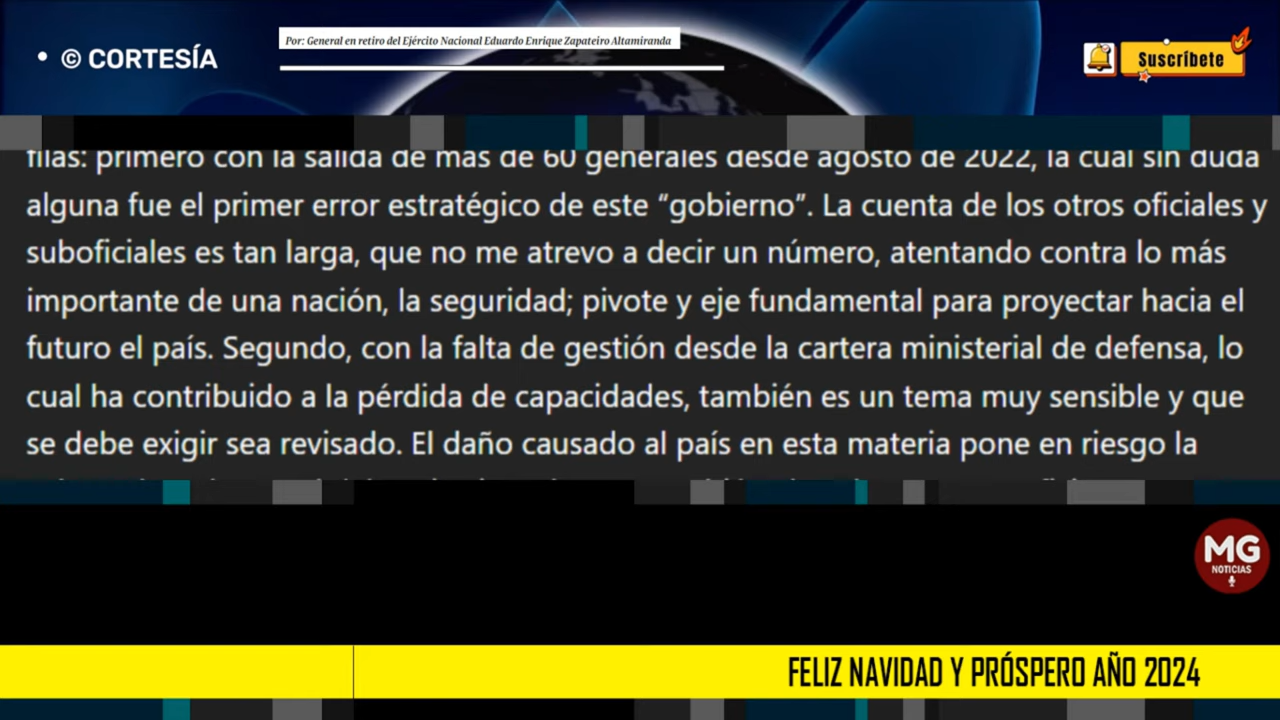 • © CORTESÍA
Por: General en retiro del Ejército Nacional Eduardo Enrique Zapateiro Altamiranda
Suscríbete
filas: primero con la salida de más de 60 generales desde agosto de 2022, la cual sin duda
alguna fue el primer error estratégico de este “gobierno”. La cuenta de los otros oficiales y
suboficiales es tan larga, que no me atrevo a decir un número, atentando contra lo más
importante de una nación, la seguridad; pivote y eje fundamental para proyectar hacia el
futuro el país. Segundo, con la falta de gestión desde la cartera ministerial de defensa, lo
cual ha contribuido a la pérdida de capacidades, también es un tema muy sensible y que
se debe exigir sea revisado. El daño causado al país en esta materia pone en riesgo la
MG
NOTICIAS
FELIZ NAVIDAD Y PRÓSPERO AÑO 2024